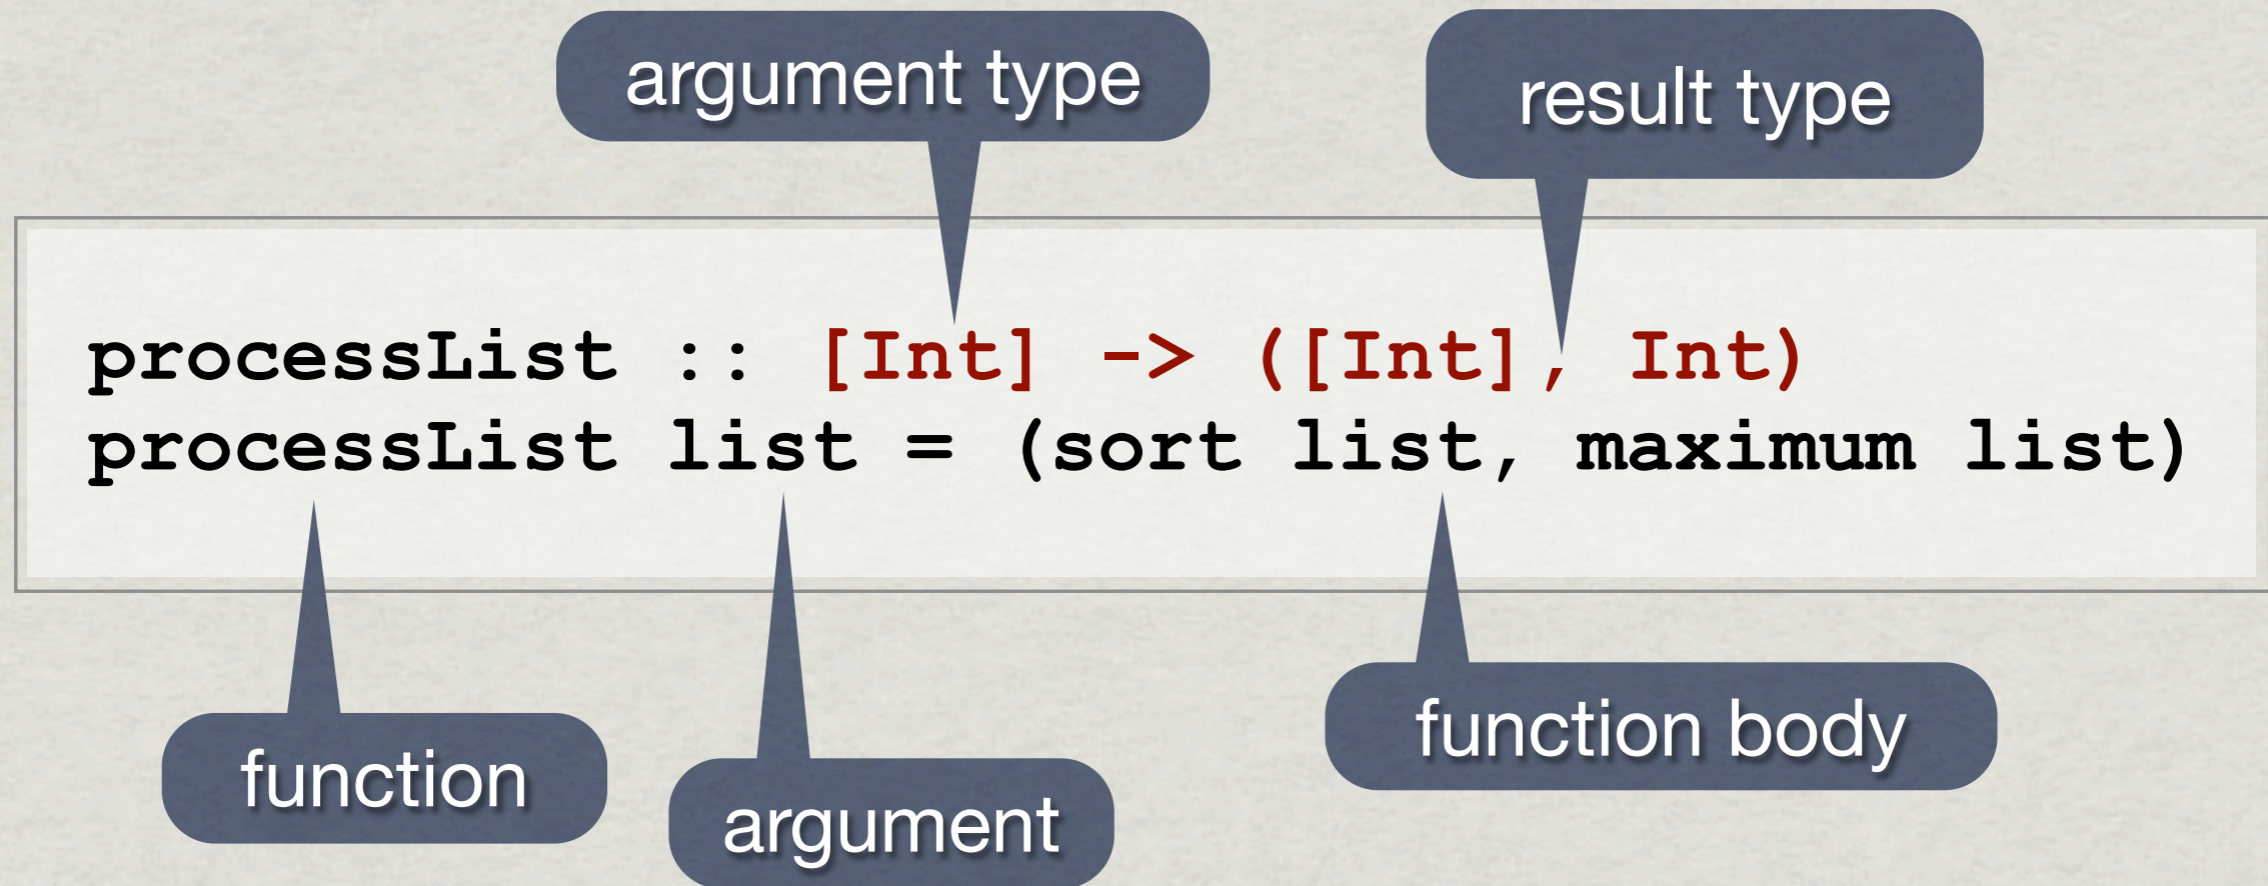 argument type
result type
processList :: [Int] -> ([Int], Int)
processList list = (sort list, maximum list)
function
argument
function body